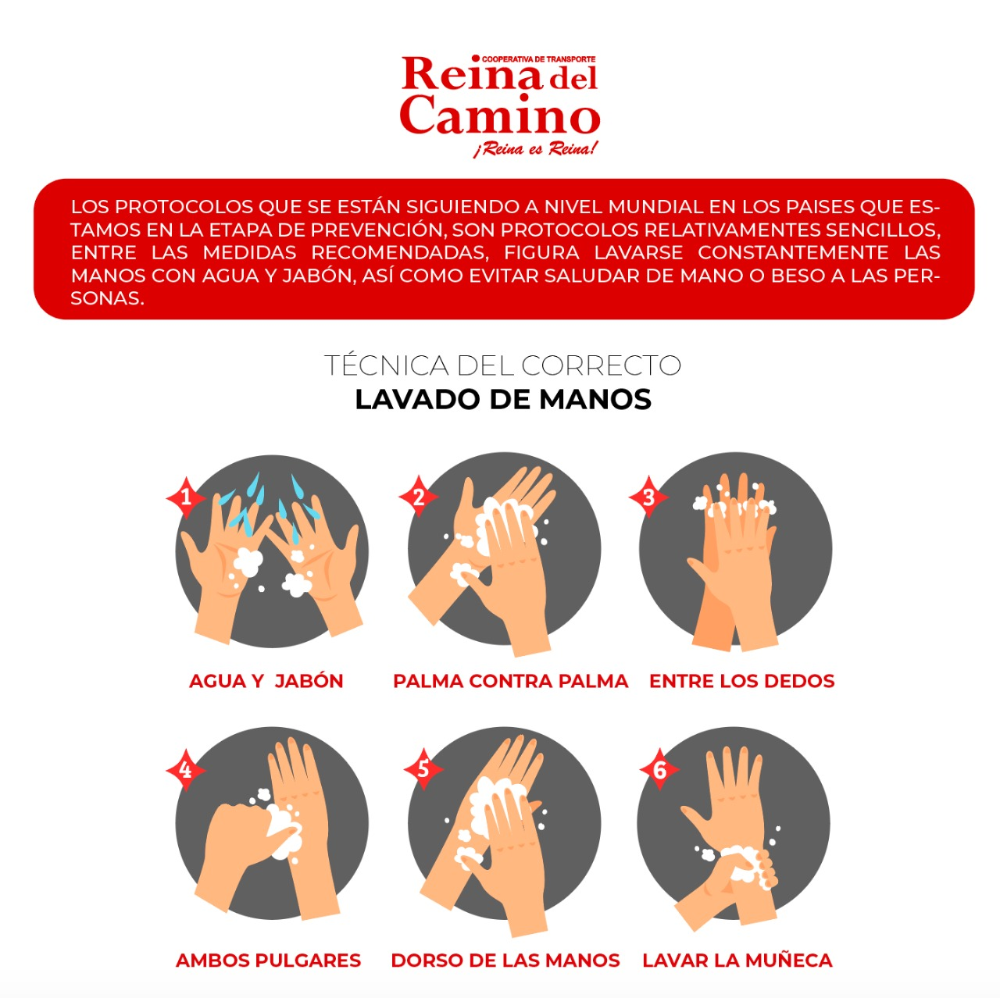 COOPERATIVA DE TRANSPORTE
Reina del
Camino
¡Reina es Reina!
LOS PROTOCOLOS QUE SE ESTÁN SIGUIENDO A NIVEL MUNDIAL EN LOS PAISES QUE ES-
TAMOS EN LA ETAPA DE PREVENCIÓN, SON PROTOCOLOS RELATIVAMENTES SENCILLOS,
ENTRE LAS MEDIDAS RECOMENDADAS, FIGURA LAVARSE CONSTANTEMENTE LAS
MANOS CON AGUA Y JABÓN, ASÍ COMO EVITAR SALUDAR DE MANO O BESO A LAS PER-
SONAS.
TÉCNICA DEL CORRECTO
LAVADO DE MANOS
1
AGUA Y JABÓN
2
PALMA CONTRA PALMA
3
ENTRE LOS DEDOS
4
AMBOS PULGARES
5
DORSO DE LAS MANOS
6
LAVAR LA MUÑECA